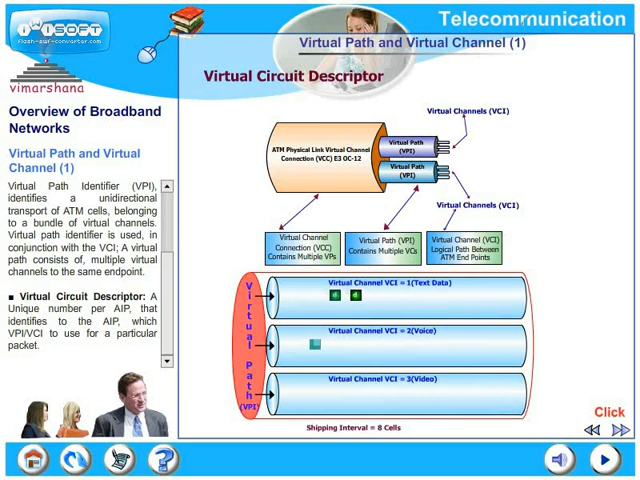 iWiSOFT
flash-swf-converter.com
Telecommunication
vimarshana
Virtual Path and Virtual Channel (1)
Virtual Circuit Descriptor
Overview of Broadband
Networks
Virtual Path and Virtual
Channel (1)
Virtual Path Identifier (VPI),
identifies a unidirectional
transport of ATM cells, belonging
to a bundle of virtual channels.
Virtual path identifier is used, in
conjunction with the VCI; A virtual
path consists of, multiple virtual
channels to the same endpoint.
■ Virtual Circuit Descriptor: A
Unique number per AIP, that
identifies to the AIP, which
VPI/VCI to use for a particular
packet.
Virtual Channels (VCI)
ATM Physical Link Virtual Channel
Connection (VCC) E3 OC-12
Virtual Path
(VPI)
Virtual Path
(VPI)
Virtual Channels (VCI)
Virtual Channel
Connection (VCC)
Contains Multiple VPs
Virtual Path (VPI)
Contains Multiple VCs
Virtual Channel (VCI)
Logical Path Between
ATM End Points
Virtual Path
(VPI)
Virtual Channel VCI = 1(Text Data)
Virtual Channel VCI = 2(Voice)
Virtual Channel VCI = 3(Video)
Shipping Interval = 8 Cells
Click